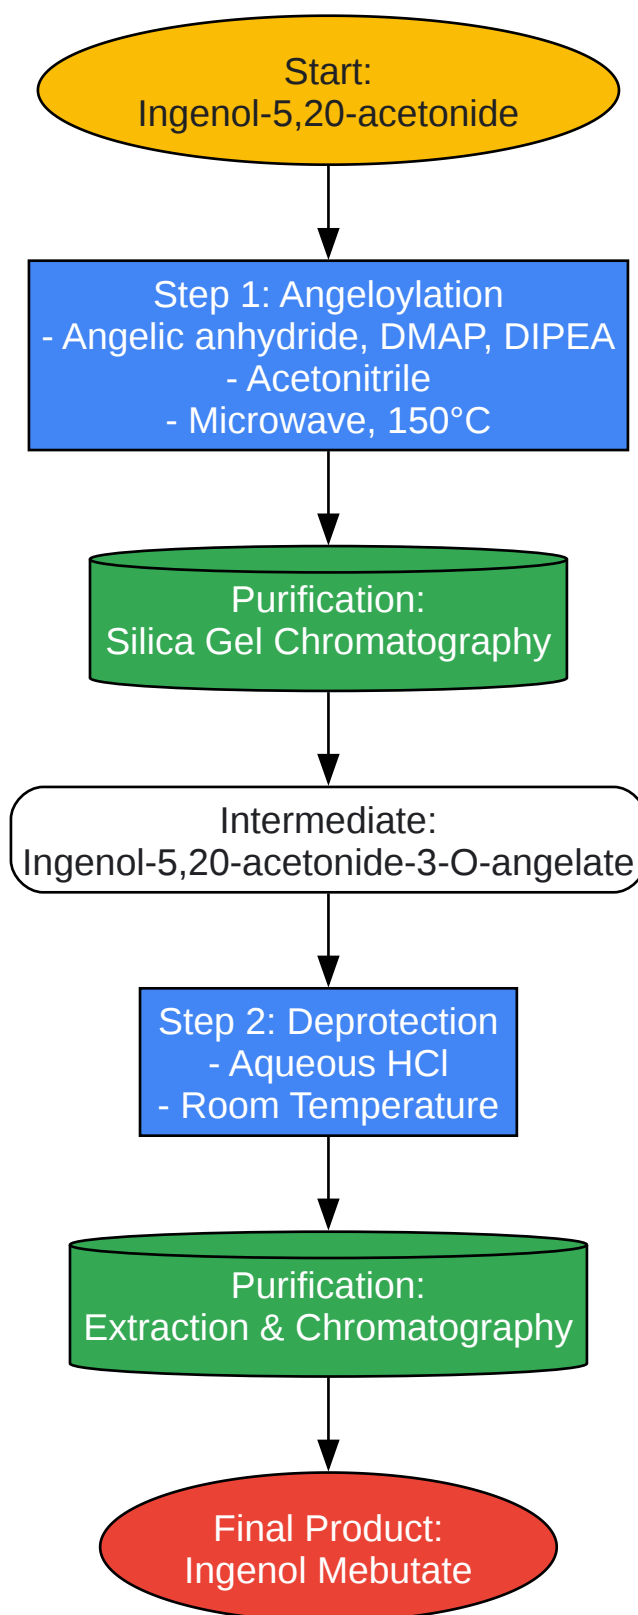 Start:
Ingenol-5,20-acetonide
Step 1: Angeloylation
- Angelic anhydride, DMAP, DIPEA
- Acetonitrile
- Microwave, 150°C
Purification:
Silica Gel Chromatography
Intermediate:
Ingenol-5,20-acetonide-3-O-angelate
Step 2: Deprotection
- Aqueous HCl
- Room Temperature
Purification:
Extraction & Chromatography
Final Product:
Ingenol Mebutate